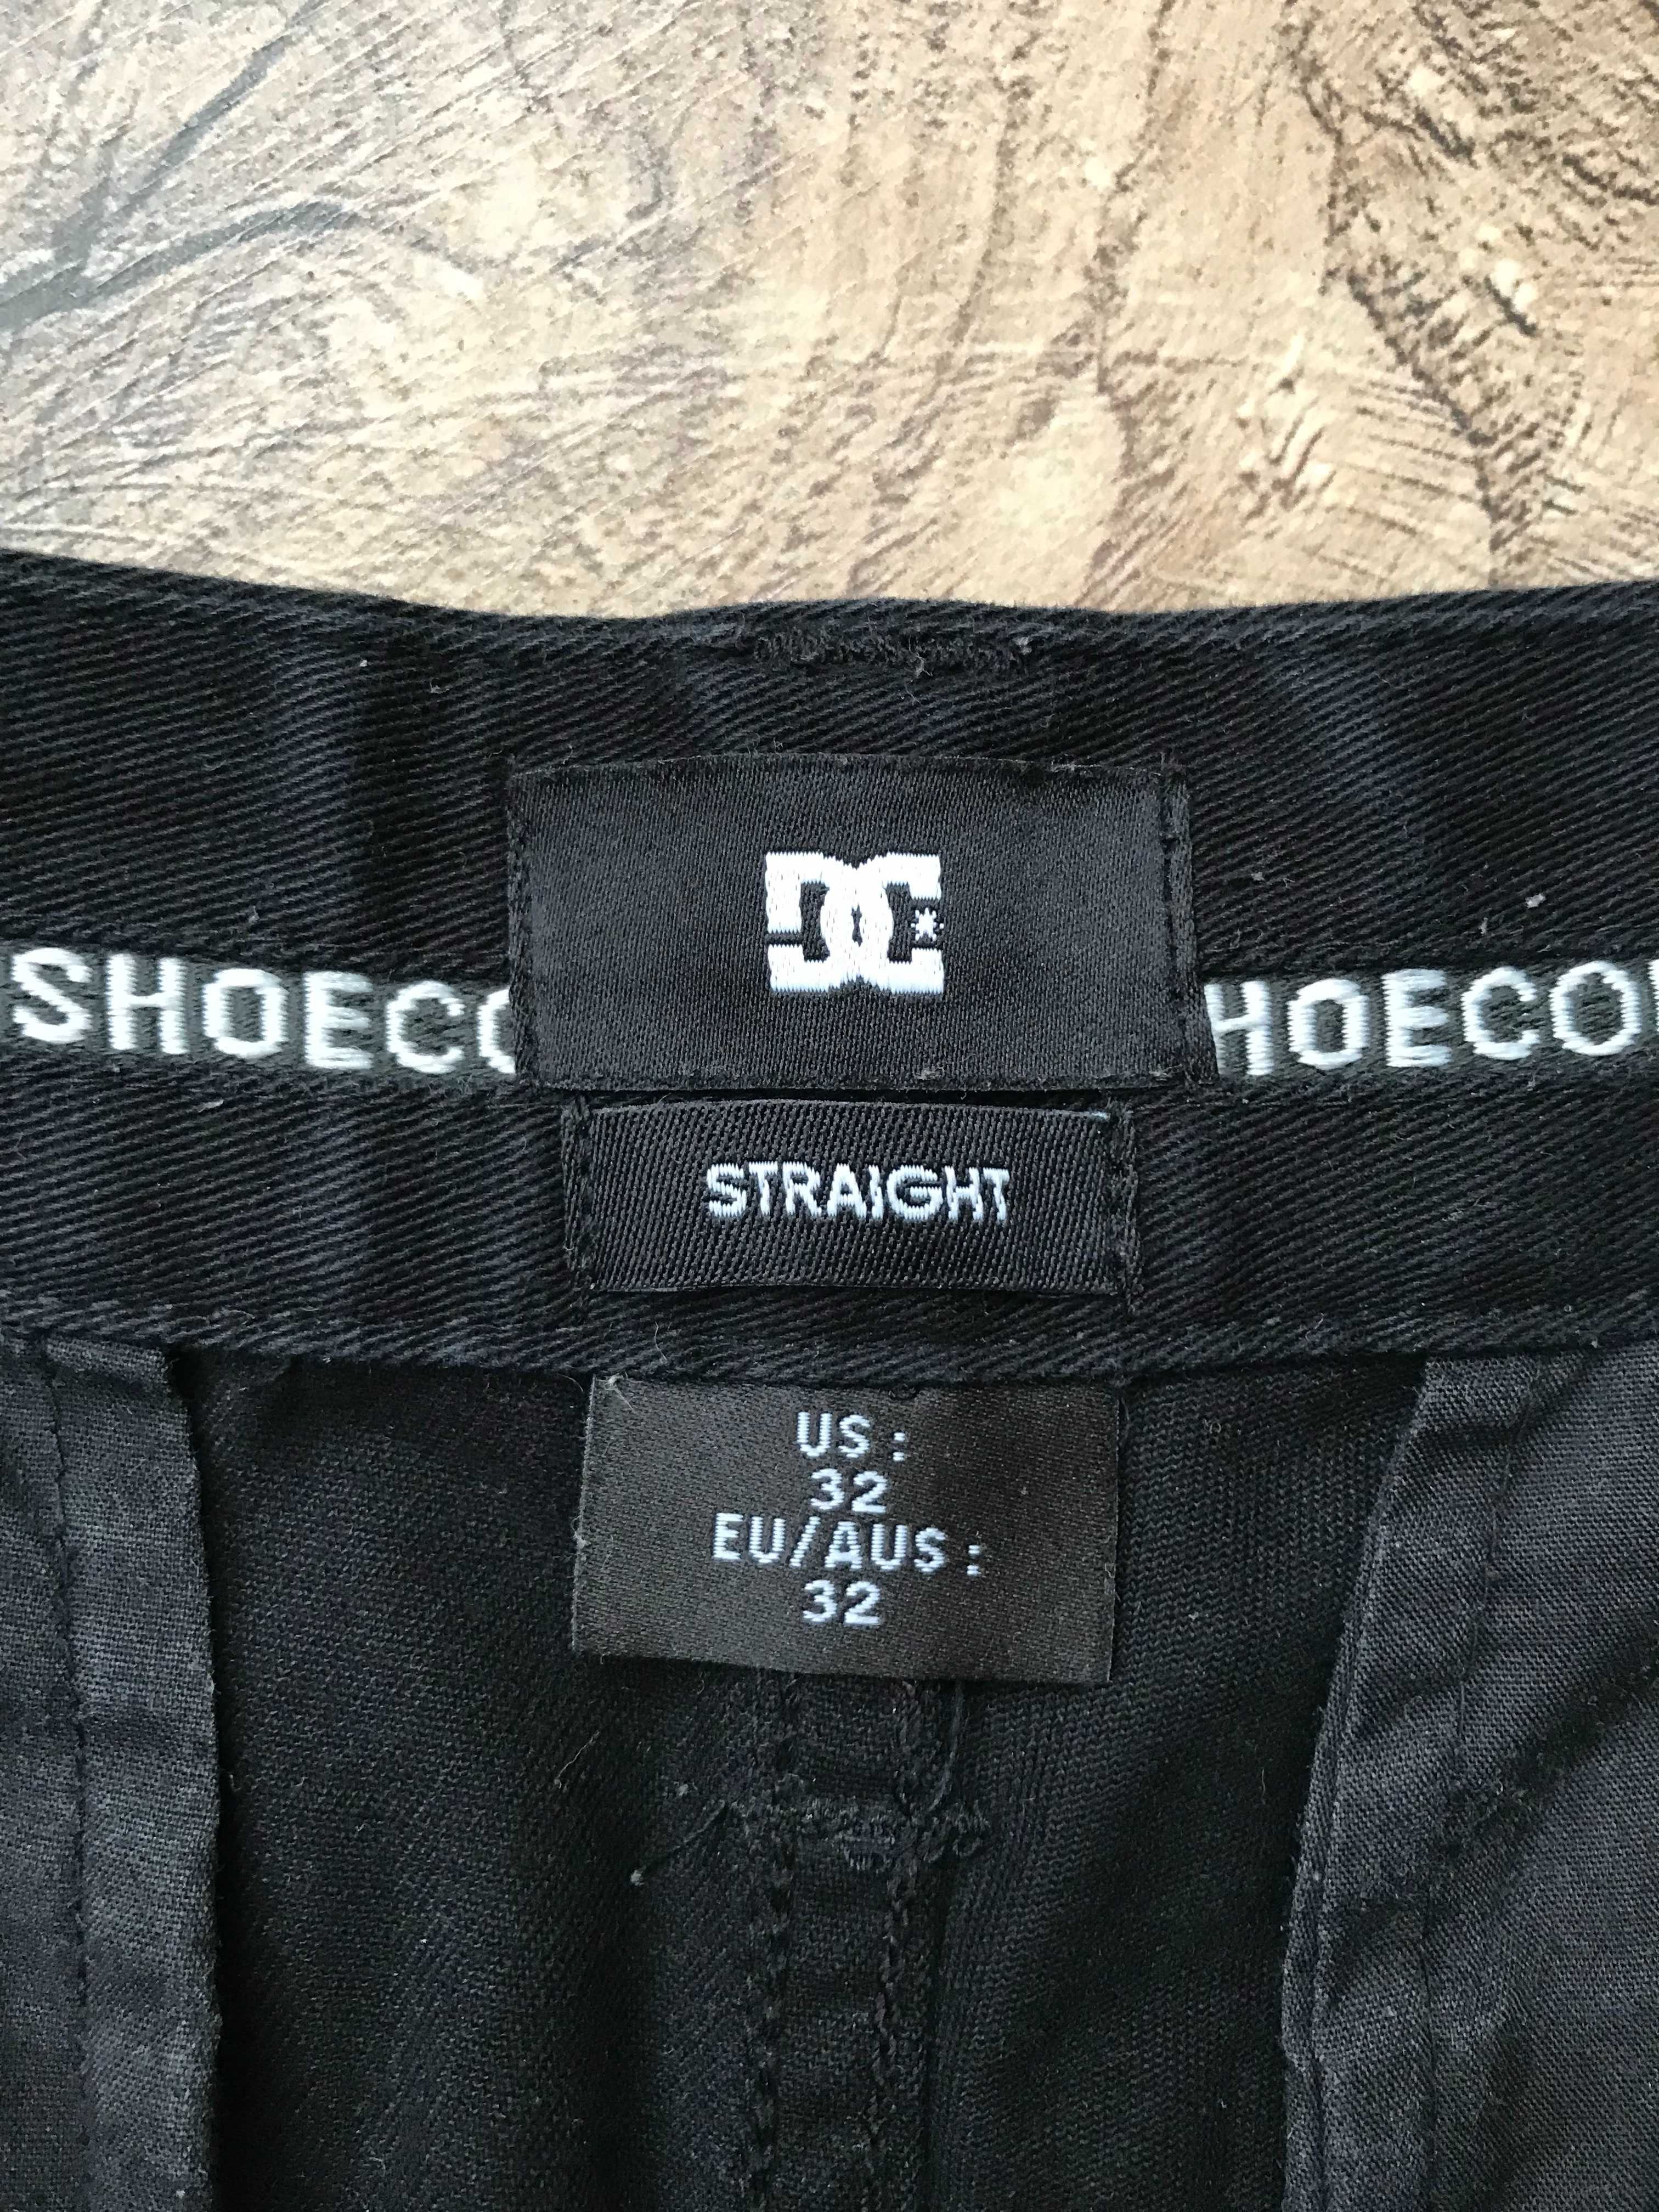 DC
SHOECO
HOECO
STRAIGHT
US:
32
EU/AUS:
32